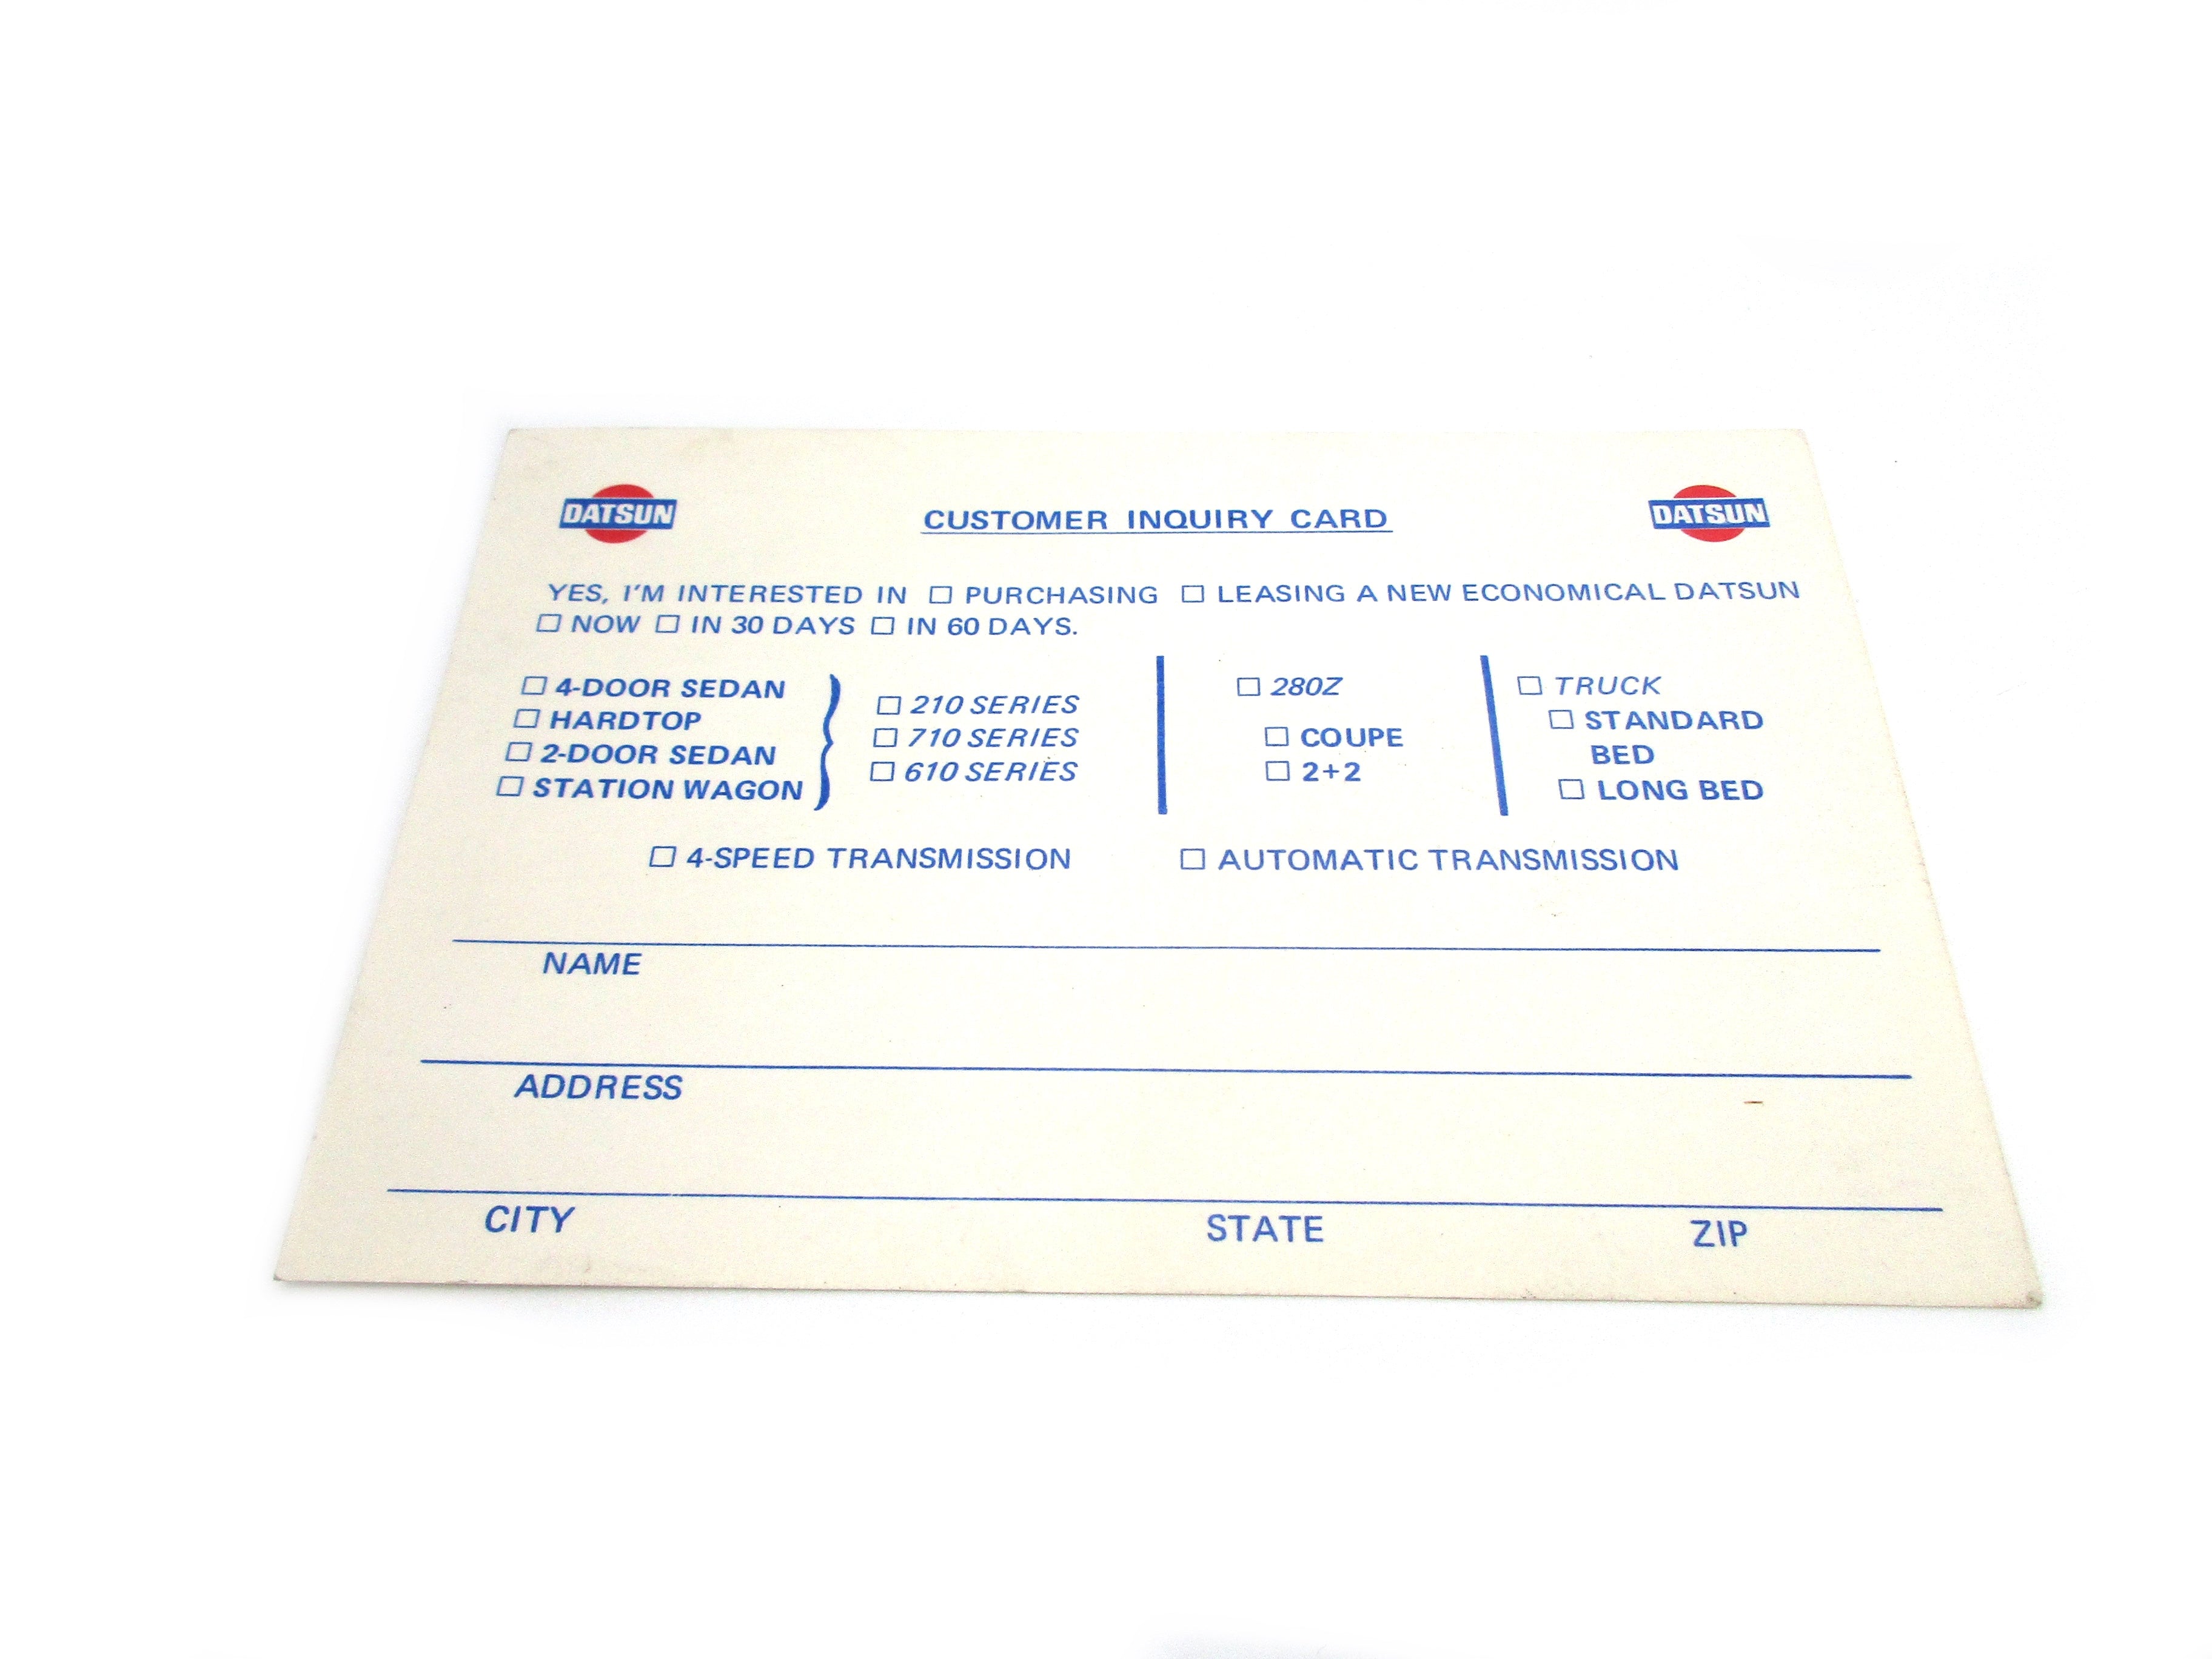 DATSUN CUSTOMER INQUIRY CARD DATSUN
YES, I'M INTERESTED IN ☐ PURCHASING ☐ LEASING A NEW ECONOMICAL DATSUN
☐ NOW ☐ IN 30 DAYS ☐ IN 60 DAYS.
☐ 4-DOOR SEDAN
☐ HARDTOP
☐ 2-DOOR SEDAN
☐ STATION WAGON
☐ 210 SERIES
☐ 710 SERIES
☐ 610 SERIES
☐ 280Z
☐ COUPE
☐ 2+2
☐ TRUCK
☐ STANDARD
BED
☐ LONG BED
☐ 4-SPEED TRANSMISSION ☐ AUTOMATIC TRANSMISSION
NAME
ADDRESS
CITY STATE ZIP